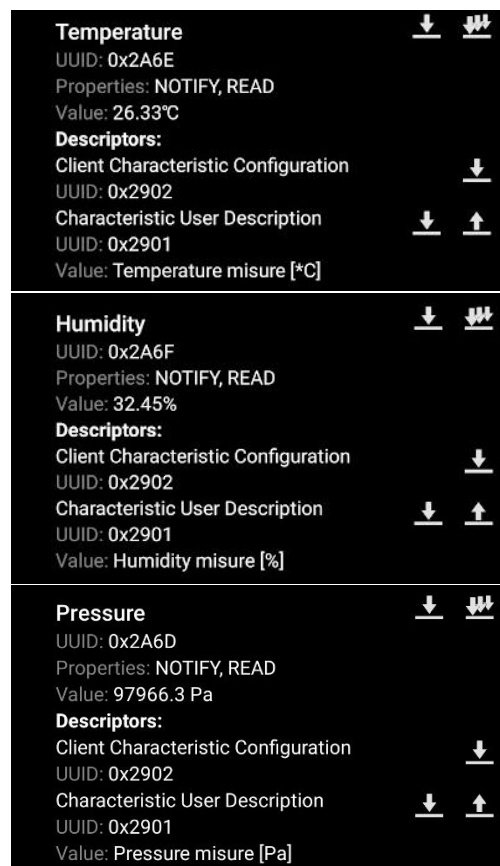 Temperature
UUID: 0x2A6E
Properties: NOTIFY, READ
Value: 26.33°C
Descriptors:
Client Characteristic Configuration
UUID: 0x2902
Characteristic User Description
UUID: 0x2901
Value: Temperature misure [*C]
Humidity
UUID: 0x2A6F
Properties: NOTIFY, READ
Value: 32.45%
Descriptors:
Client Characteristic Configuration
UUID: 0x2902
Characteristic User Description
UUID: 0x2901
Value: Humidity misure [%]
Pressure
UUID: 0x2A6D
Properties: NOTIFY, READ
Value: 97966.3 Pa
Descriptors:
Client Characteristic Configuration
UUID: 0x2902
Characteristic User Description
UUID: 0x2901
Value: Pressure misure [Pa]